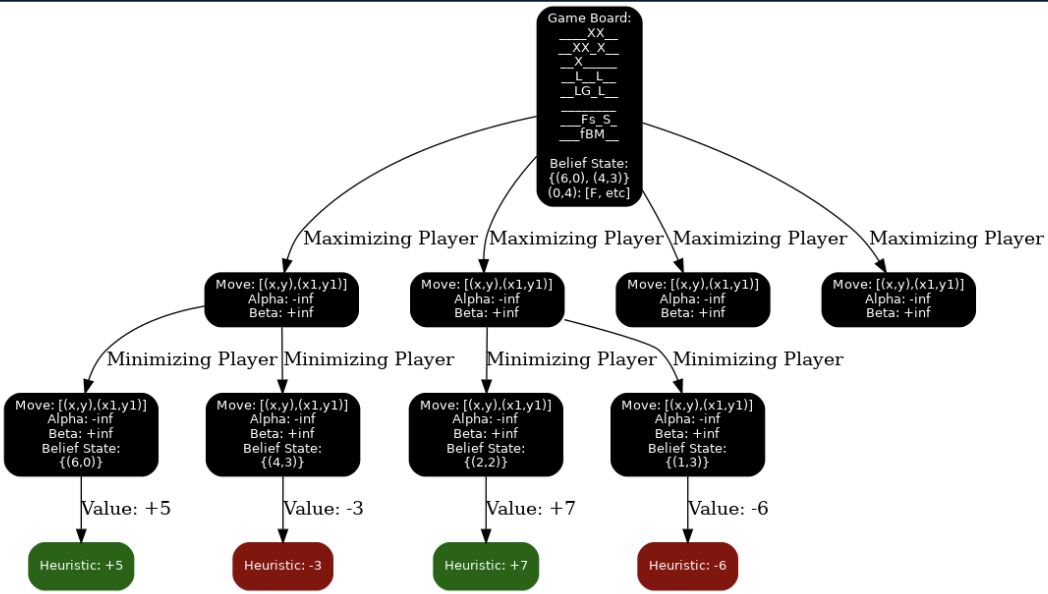 Game Board:
____XX__
__XX_X__
__X_____
__L__L__
__LG_L__
________
___Fs_S_
___fBM__
Belief State:
{(6,0), (4,3)}
(0,4): [F, etc]
Maximizing Player
Maximizing Player
Maximizing Player
Maximizing Player
Move: [(x,y),(x1,y1)]
Alpha: -inf
Beta: +inf
Move: [(x,y),(x1,y1)]
Alpha: -inf
Beta: +inf
Move: [(x,y),(x1,y1)]
Alpha: -inf
Beta: +inf
Move: [(x,y),(x1,y1)]
Alpha: -inf
Beta: +inf
Minimizing Player
Minimizing Player
Minimizing Player
Minimizing Player
Move: [(x,y),(x1,y1)]
Alpha: -inf
Beta: +inf
Belief State:
{(6,0)}
Move: [(x,y),(x1,y1)]
Alpha: -inf
Beta: +inf
Belief State:
{(4,3)}
Move: [(x,y),(x1,y1)]
Alpha: -inf
Beta: +inf
Belief State:
{(2,2)}
Move: [(x,y),(x1,y1)]
Alpha: -inf
Beta: +inf
Belief State:
{(1,3)}
Value: +5
Value: -3
Value: +7
Value: -6
Heuristic: +5
Heuristic: -3
Heuristic: +7
Heuristic: -6